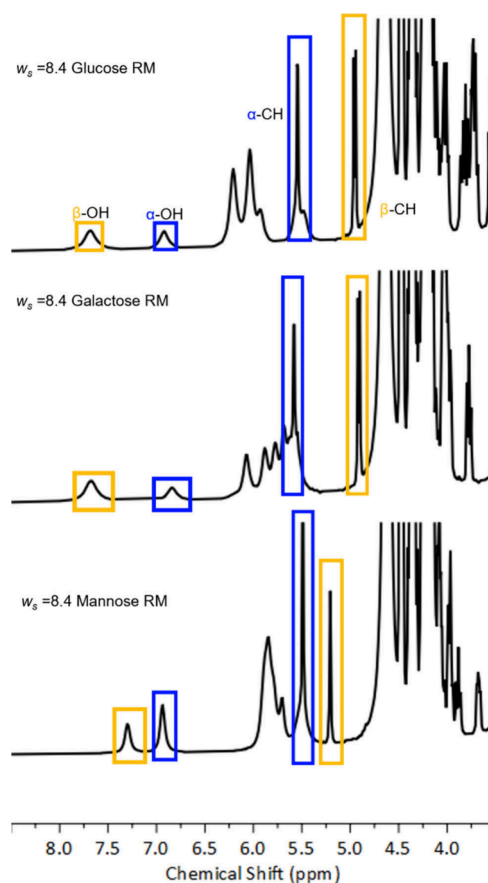 w_s =8.4 Glucose RM
α-CH
β-OH
α-OH
β-CH
w_s =8.4 Galactose RM
w_s =8.4 Mannose RM
8.0 7.5 7.0 6.5 6.0 5.5 5.0 4.5 4.0
Chemical Shift (ppm)